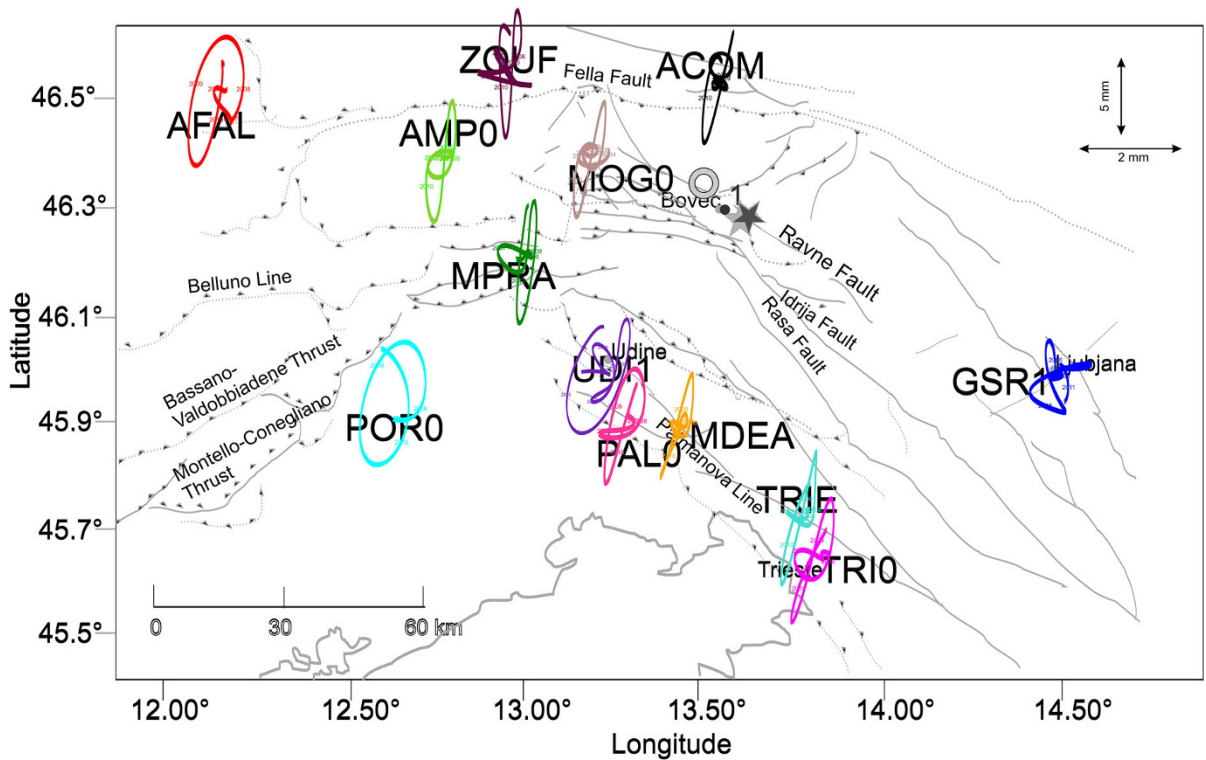 ZOUF
ACOM
Fella Fault
46.5°
AFAL
AMP0
5 mm
2 mm
MOG0
46.3°
Bovec
1
Ravne Fault
MPRA
Belluno Line
Idrija Fault
Rasa Fault
46.1°
Latitude
Bassano-
Valdobbiadene Thrust
UDI1
Udine
GSR1
Ljubjana
45.9°
POR0
PAL0
MDEA
Palmanova Line
Montello-Conegliano
Thrust
TRIE
45.7°
Trieste
TRI0
45.5°
0
30
60 km
12.00°
12.50°
13.00°
13.50°
14.00°
14.50°
Longitude